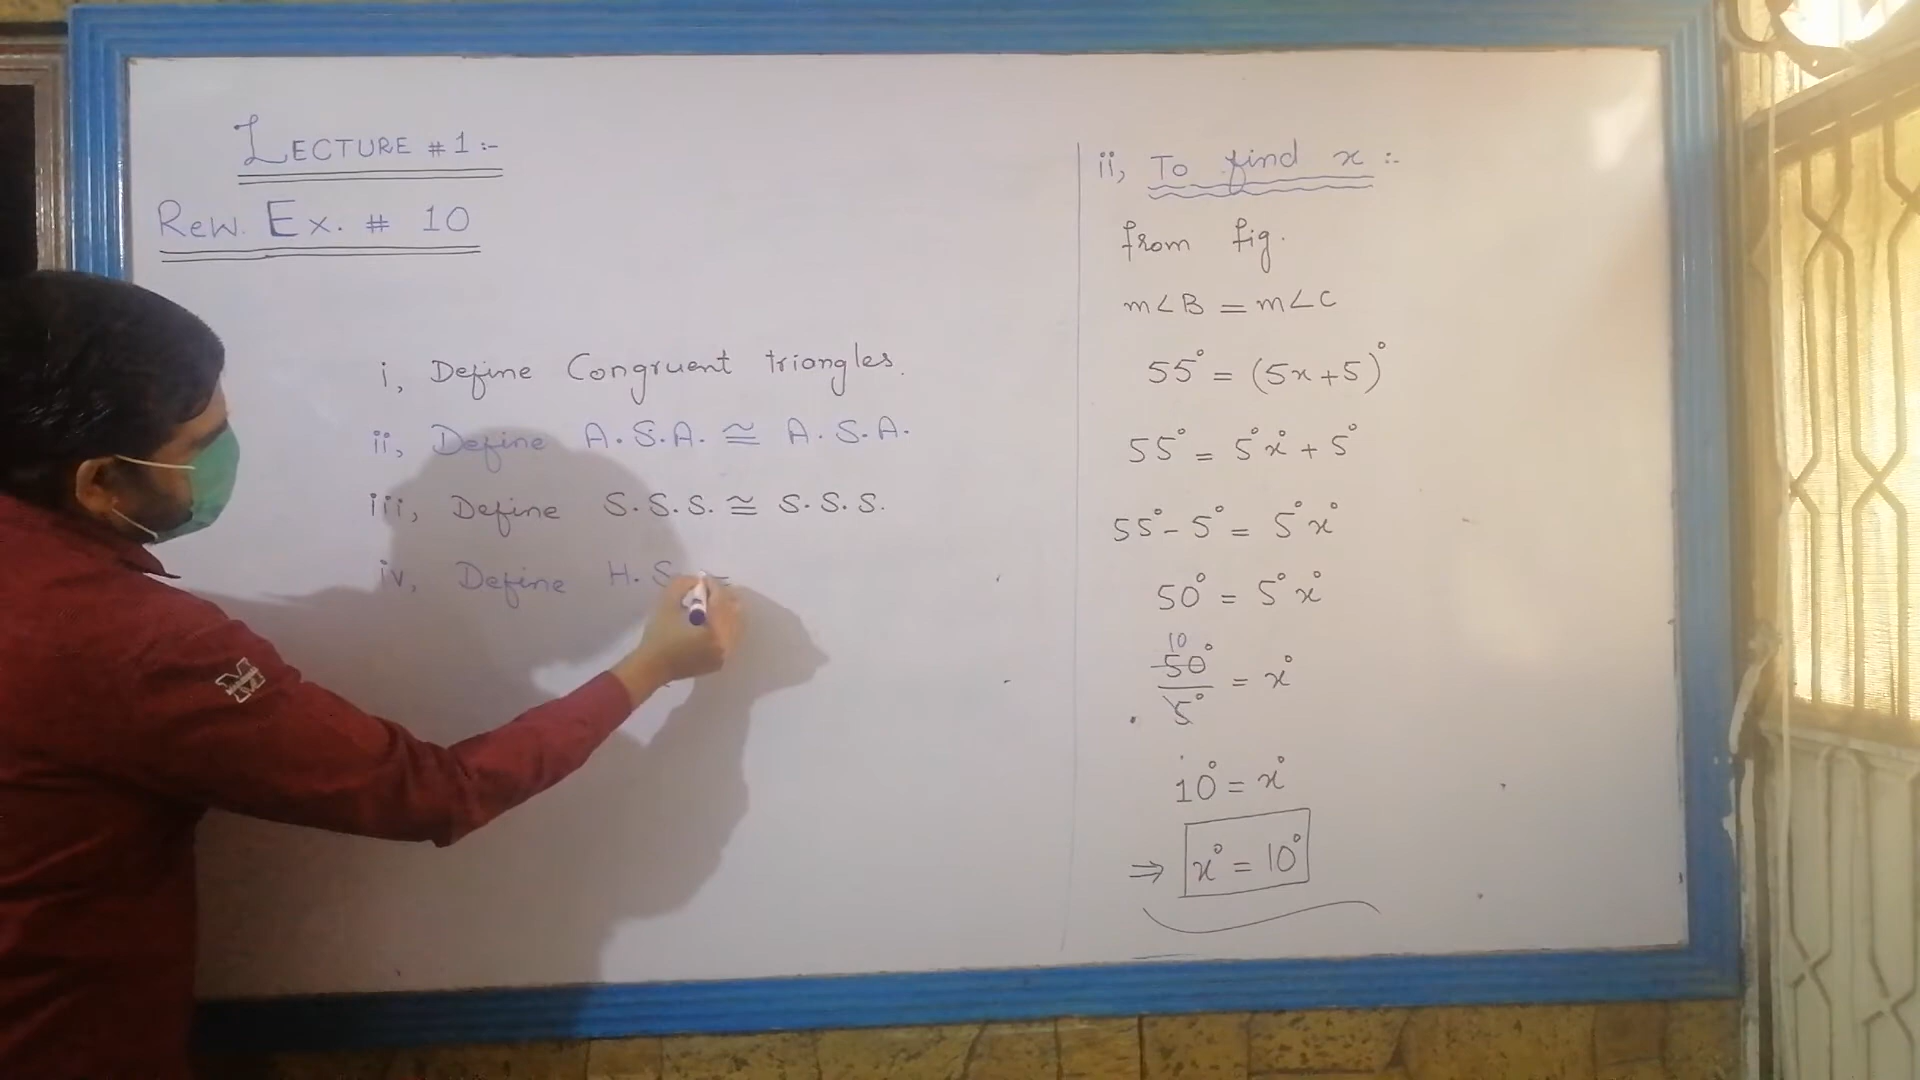 LECTURE # 1 :-
Rew. Ex. # 10
i, Define Congruent triangles.
ii, Define A.S.A. ≅ A.S.A.
iii, Define S.S.S. ≅ S.S.S.
iv, Define H.S
ii, To find x :-
from fig.
m∠B = m∠C
55° = (5x+5)°
55° = 5°x° + 5°
55° - 5° = 5°x°
50° = 5°x°
10
50°/5° = x°
10° = x°
⇒ x° = 10°